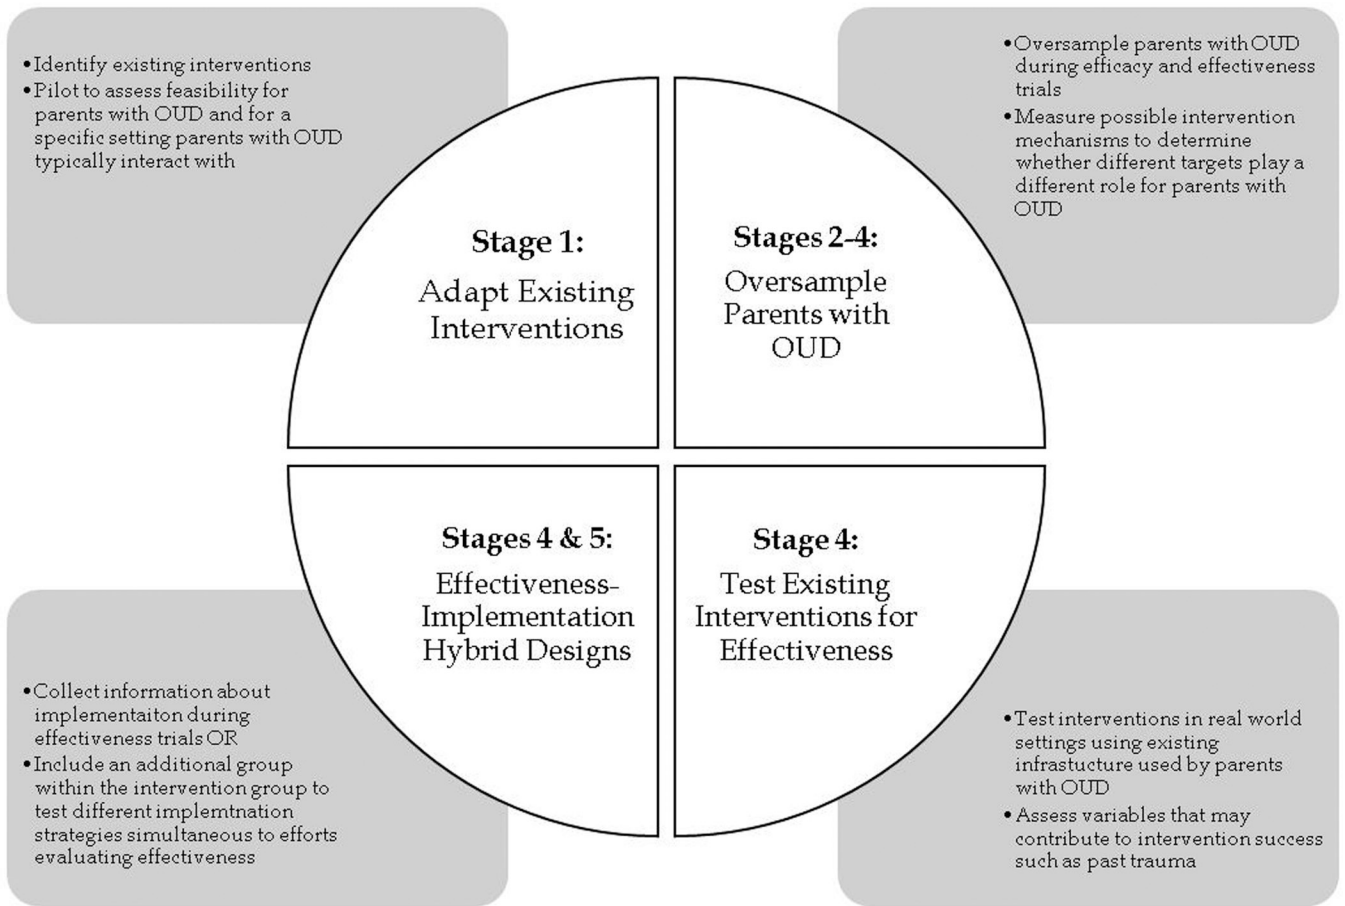 •Identify existing interventions
•Pilot to assess feasibility for
parents with OUD and for a
specific setting parents with OUD
typically interact with
•Oversample parents with OUD
during efficacy and effectiveness
trials
•Measure possible intervention
mechanisms to determine
whether different targets play a
different role for parents with
OUD
Stage 1:
Adapt Existing
Interventions
Stages 2-4:
Oversample
Parents with
OUD
Stages 4 & 5:
Effectiveness-
Implementation
Hybrid Designs
Stage 4:
Test Existing
Interventions for
Effectiveness
•Collect information about
implementaiton during
effectiveness trials OR
•Include an additional group
within the intervention group to
test different implemtnation
strategies simultaneous to efforts
evaluating effectiveness
•Test interventions in real world
settings using existing
infrastucture used by parents
with OUD
•Assess variables that may
contribute to intervention success
such as past trauma